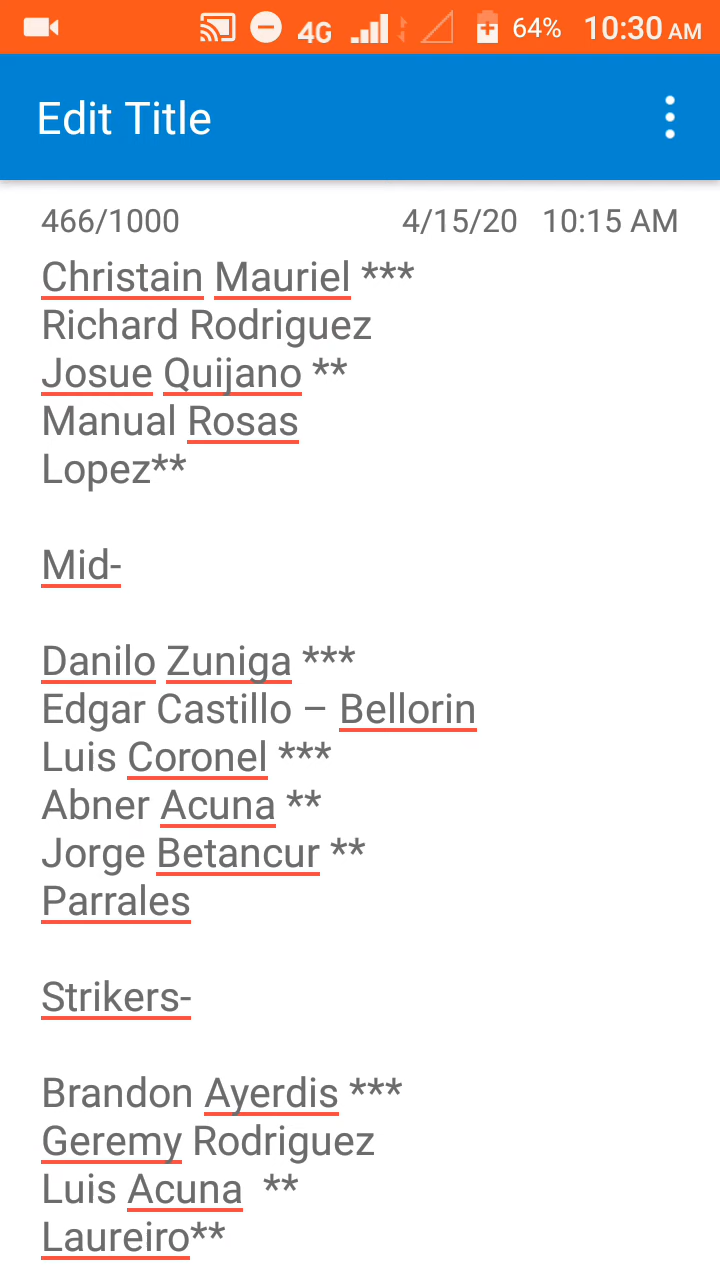 4G 64% 10:30 AM
Edit Title
466/1000 4/15/20 10:15 AM
Christain Mauriel ***
Richard Rodriguez
Josue Quijano **
Manual Rosas
Lopez**
Mid-
Danilo Zuniga ***
Edgar Castillo – Bellorin
Luis Coronel ***
Abner Acuna **
Jorge Betancur **
Parrales
Strikers-
Brandon Ayerdis ***
Geremy Rodriguez
Luis Acuna  **
Laureiro**